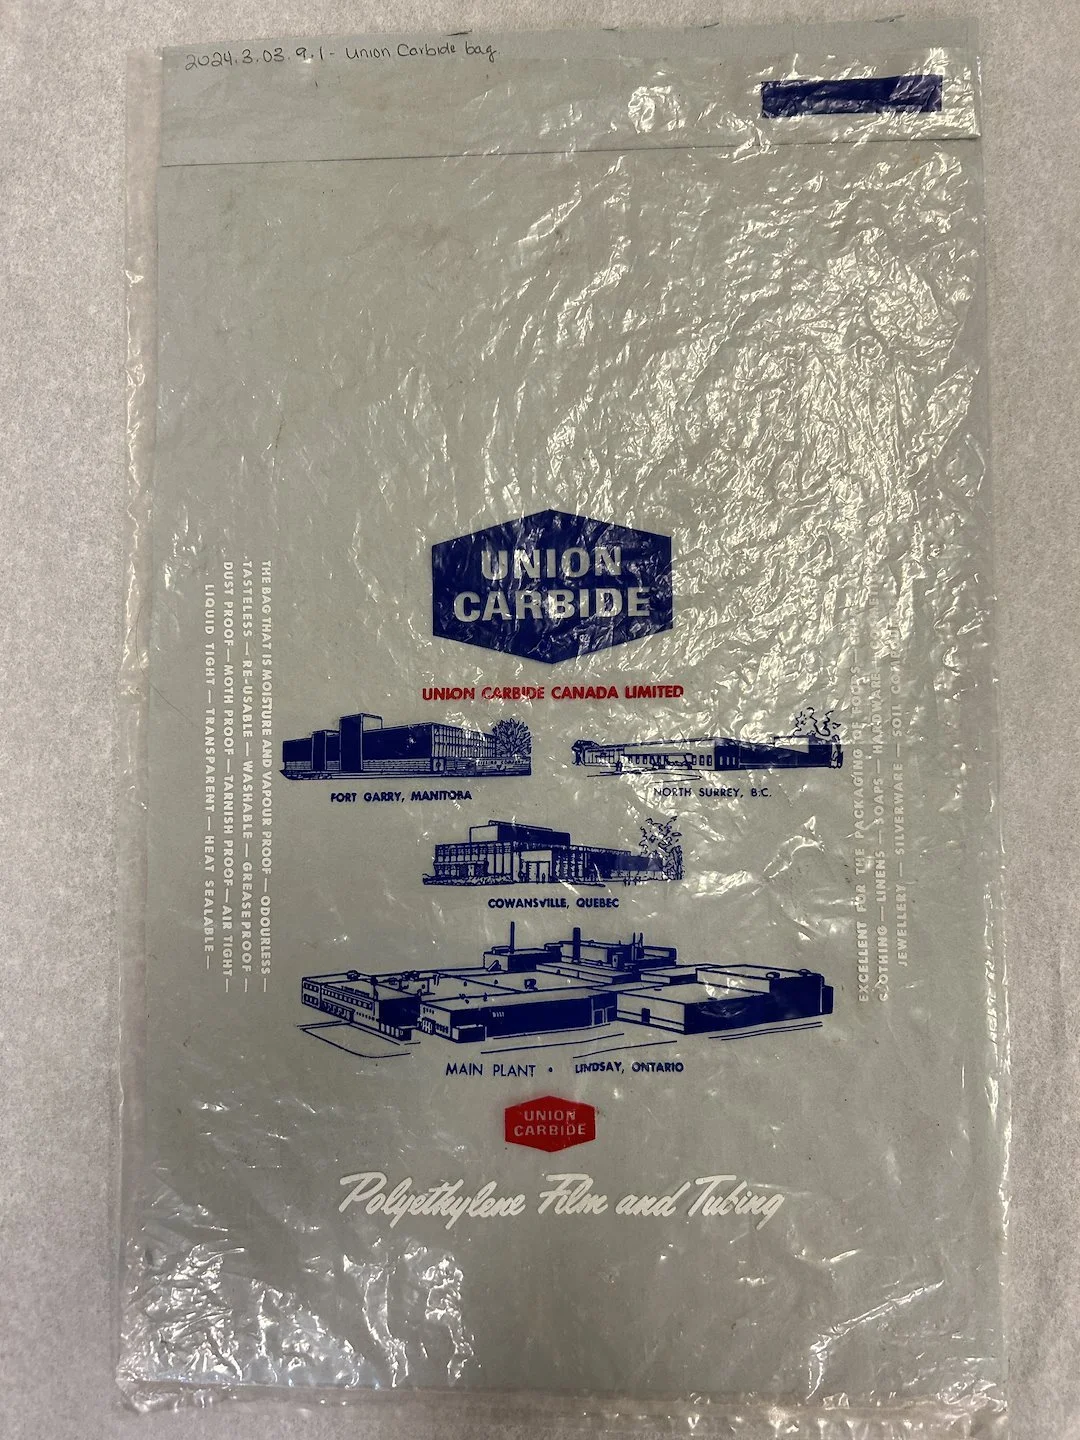 2024.3.03.9.1 - Union Carbide bag
UNION
CARBIDE
UNION CARBIDE CANADA LIMITED
FORT GARRY, MANITOBA
NORTH SURREY, B.C.
COWANSVILLE, QUEBEC
MAIN PLANT • LINDSAY, ONTARIO
UNION
CARBIDE
Polyethylene Film and Tubing
THE BAG THAT IS MOISTURE AND VAPOUR PROOF — ODOURLESS —
TASTELESS — RE-USABLE — WASHABLE — GREASE PROOF —
DUST PROOF — MOTH PROOF — TARNISH PROOF — AIR TIGHT —
LIQUID TIGHT — TRANSPARENT — HEAT SEALABLE —
EXCELLENT FOR THE PACKAGING OF
CLOTHING — LINENS — SOAPS — HARDWARE
JEWELLERY — SILVERWARE — SOIL